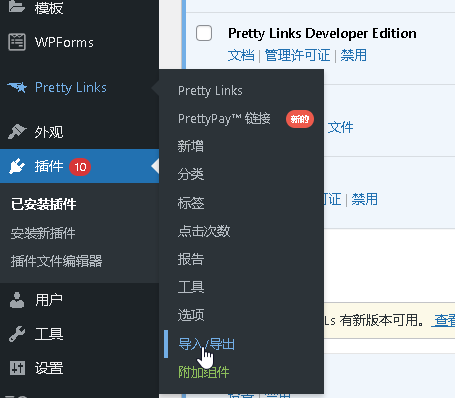 模板
WPForms
Pretty Links
外观
插件 10
已安装插件
安装新插件
插件文件编辑器
用户
工具
设置
Pretty Links
PrettyPay™ 链接 新的
新增
分类
标签
点击次数
报告
工具
选项
导入/导出
附加组件
Pretty Links Developer Edition
文档 | 管理许可证 | 禁用
文件
可证 | 禁用
Ls 有新版本可用。 查看